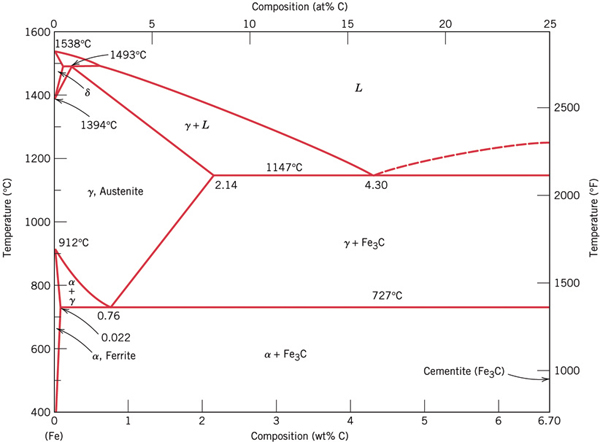 Composition (at% C)
0 5 10 15 20 25
1600
1538°C
1493°C
δ
L
1400
2500
1394°C
γ + L
1200
1147°C
2.14
4.30
γ, Austenite
2000
Temperature (°C)
Temperature (°F)
1000
912°C
γ + Fe₃C
α
+
γ
800
1500
727°C
0.76
0.022
600
α, Ferrite
α + Fe₃C
Cementite (Fe₃C)
1000
400
0 1 2 3 4 5 6 6.70
(Fe)
Composition (wt% C)